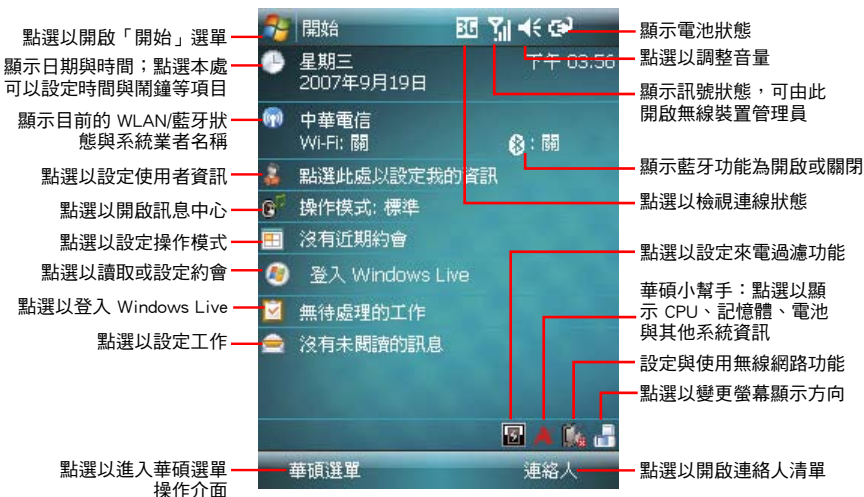 點選以開啟「開始」選單
顯示日期與時間；點選本處
可以設定時間與鬧鐘等項目
顯示目前的 WLAN/藍牙狀
態與系統業者名稱
點選以設定使用者資訊
點選以開啟訊息中心
點選以設定操作模式
點選以讀取或設定約會
點選以登入 Windows Live
點選以設定工作
點選以進入華碩選單
操作介面
開始
3G
星期三
下午 03:56
2007年9月19日
中華電信
Wi-Fi: 關
: 關
點選此處以設定我的資訊
操作模式: 標準
沒有近期約會
登入 Windows Live
無待處理的工作
沒有未閱讀的訊息
華碩選單
連絡人
顯示電池狀態
點選以調整音量
顯示訊號狀態，可由此
開啟無線裝置管理員
顯示藍牙功能為開啟或關閉
點選以檢視連線狀態
點選以設定來電過濾功能
華碩小幫手：點選以顯
示 CPU、記憶體、電池
與其他系統資訊
設定與使用無線網路功能
點選以變更螢幕顯示方向
點選以開啟連絡人清單